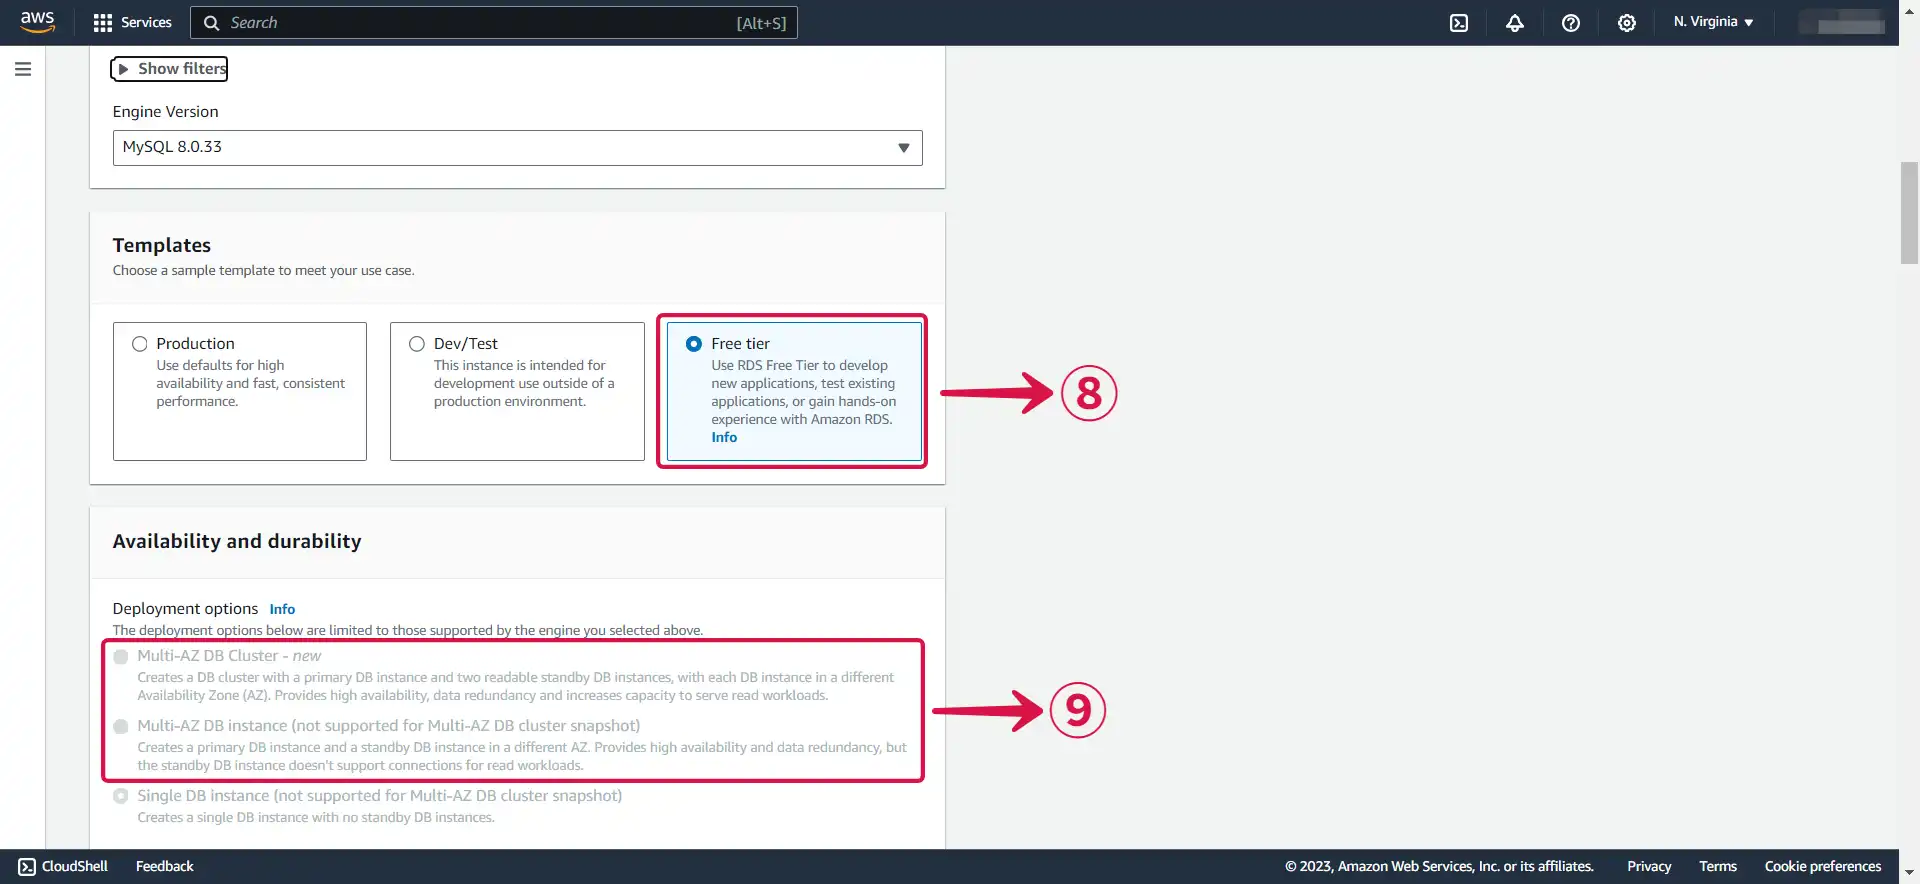 aws
Services
Search
[Alt+S]
N. Virginia
Show filters
Engine Version
MySQL 8.0.33
Templates
Choose a sample template to meet your use case.
Production
Use defaults for high
availability and fast, consistent
performance.
Dev/Test
This instance is intended for
development use outside of a
production environment.
Free tier
Use RDS Free Tier to develop
new applications, test existing
applications, or gain hands-on
experience with Amazon RDS.
Info
8
Availability and durability
Deployment options Info
The deployment options below are limited to those supported by the engine you selected above.
Multi-AZ DB Cluster - new
Creates a DB cluster with a primary DB instance and two readable standby DB instances, with each DB instance in a different
Availability Zone (AZ). Provides high availability, data redundancy and increases capacity to serve read workloads.
Multi-AZ DB instance (not supported for Multi-AZ DB cluster snapshot)
Creates a primary DB instance and a standby DB instance in a different AZ. Provides high availability and data redundancy, but
the standby DB instance doesn't support connections for read workloads.
9
Single DB instance (not supported for Multi-AZ DB cluster snapshot)
Creates a single DB instance with no standby DB instances.
CloudShell
Feedback
© 2023, Amazon Web Services, Inc. or its affiliates.
Privacy
Terms
Cookie preferences